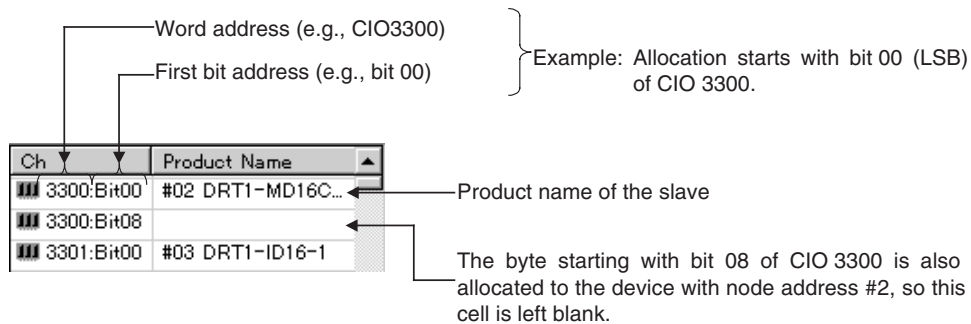 Word address (e.g., CIO3300)
First bit address (e.g., bit 00)
Example: Allocation starts with bit 00 (LSB)
of CIO 3300.
Ch Product Name
3300:Bit00 #02 DRT1-MD16C...
3300:Bit08
3301:Bit00 #03 DRT1-ID16-1
Product name of the slave
The byte starting with bit 08 of CIO 3300 is also
allocated to the device with node address #2, so this
cell is left blank.